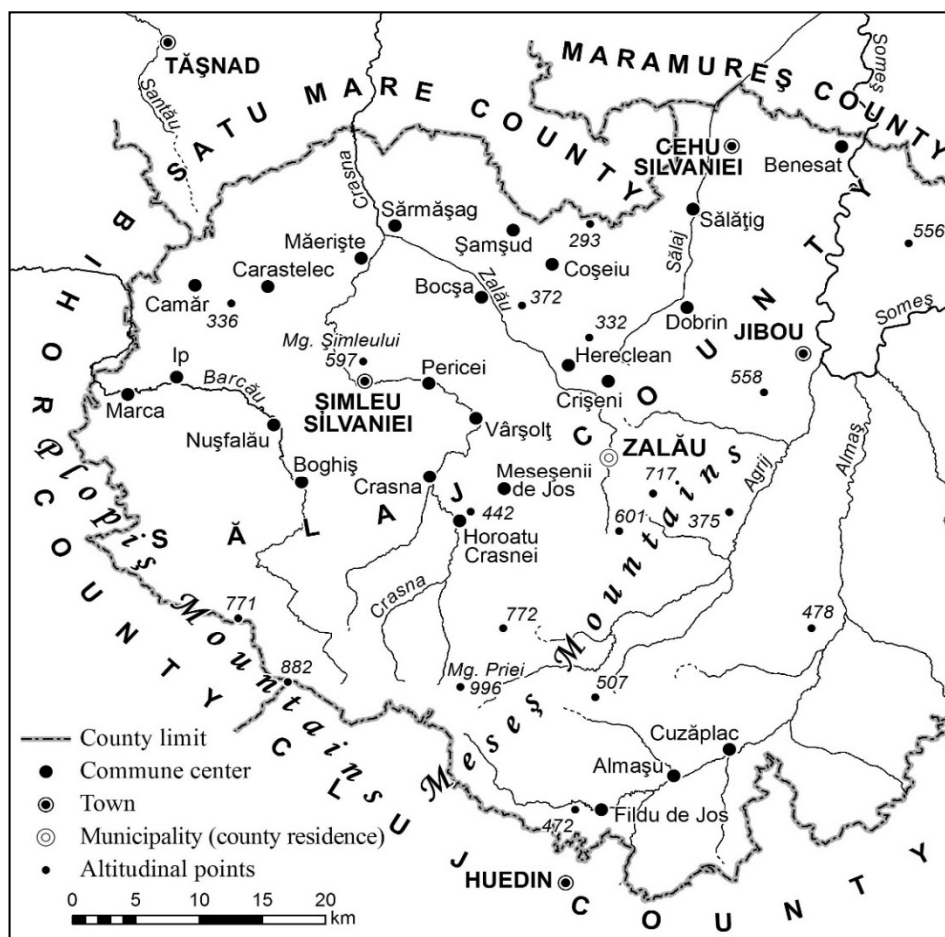 TĂŞNAD
Santău
SATU MARE COUNTY
MARAMUREŞ COUNTY
Someş
Crasna
CEHU
SILVANIEI
Benesat
BIHOR COUNTY
Sărmăşag
Şamşud
293
Sălăţig
556
Măerişte
Coşeiu
Sălaj
Carastelec
Camăr
336
Bocşa
Zalău
372
Dobrin
Someş
332
JIBOU
Mg. Şimleului
597
Ip
Hereclean
Pericei
Barcău
Marca
ŞIMLEU
SILVANIEI
Crişeni
558
Vârşolţ
Nuşfalău
ZALĂU
Almaş
Agrij
Boghiş
Crasna
Meseşenii
de Jos
717
442
601
375
Horoatu
Crasnei
SĂLAJ COUNTY
Plopiş Mountains
Crasna
771
772
478
882
Mg. Priei
996
507
Meseş Mountains
Cuzăplac
Almaşu
472
Fildu de Jos
CLUJ COUNTY
HUEDIN
County limit
Commune center
Town
Municipality (county residence)
Altitudinal points
0 5 10 15 20
km